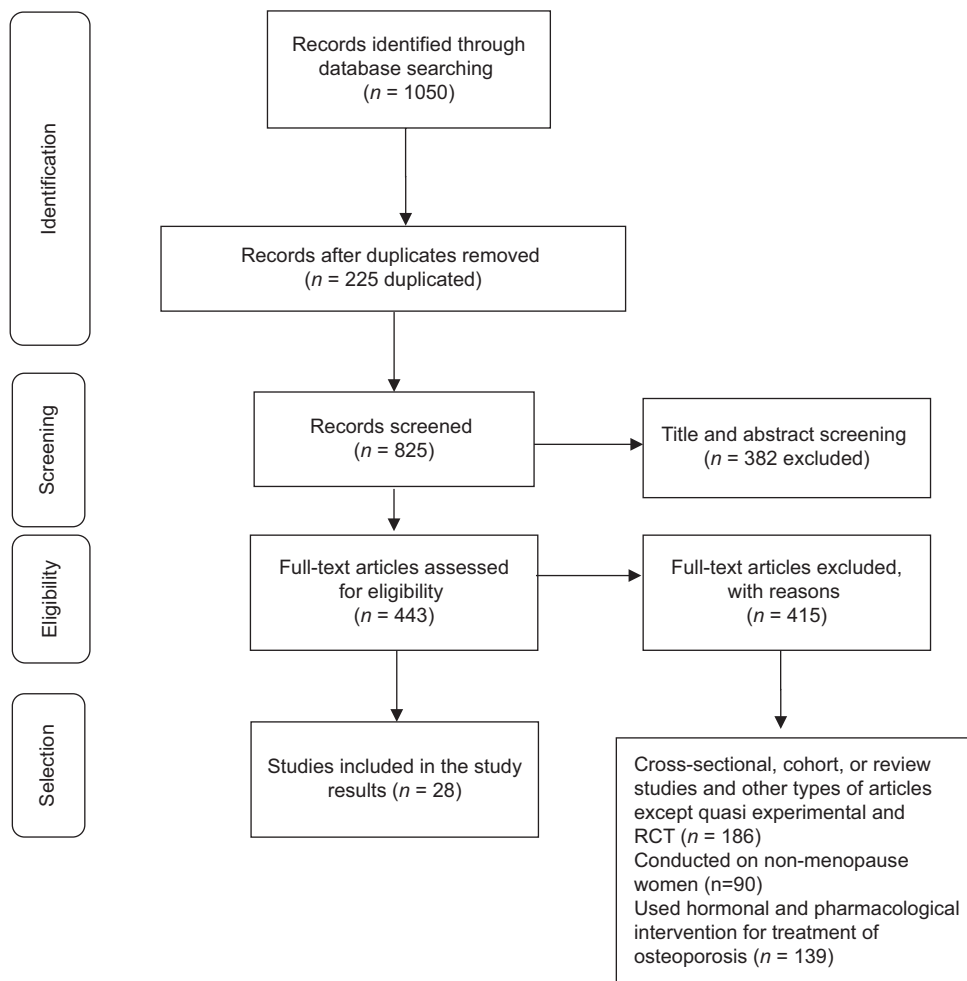 Identification
Records identified through
database searching
(n = 1050)
Records after duplicates removed
(n = 225 duplicated)
Screening
Records screened
(n = 825)
Title and abstract screening
(n = 382 excluded)
Eligibility
Full-text articles assessed
for eligibility
(n = 443)
Full-text articles excluded,
with reasons
(n = 415)
Selection
Studies included in the study
results (n = 28)
Cross-sectional, cohort, or review
studies and other types of articles
except quasi experimental and
RCT (n = 186)
Conducted on non-menopause
women (n=90)
Used hormonal and pharmacological
intervention for treatment of
osteoporosis (n = 139)